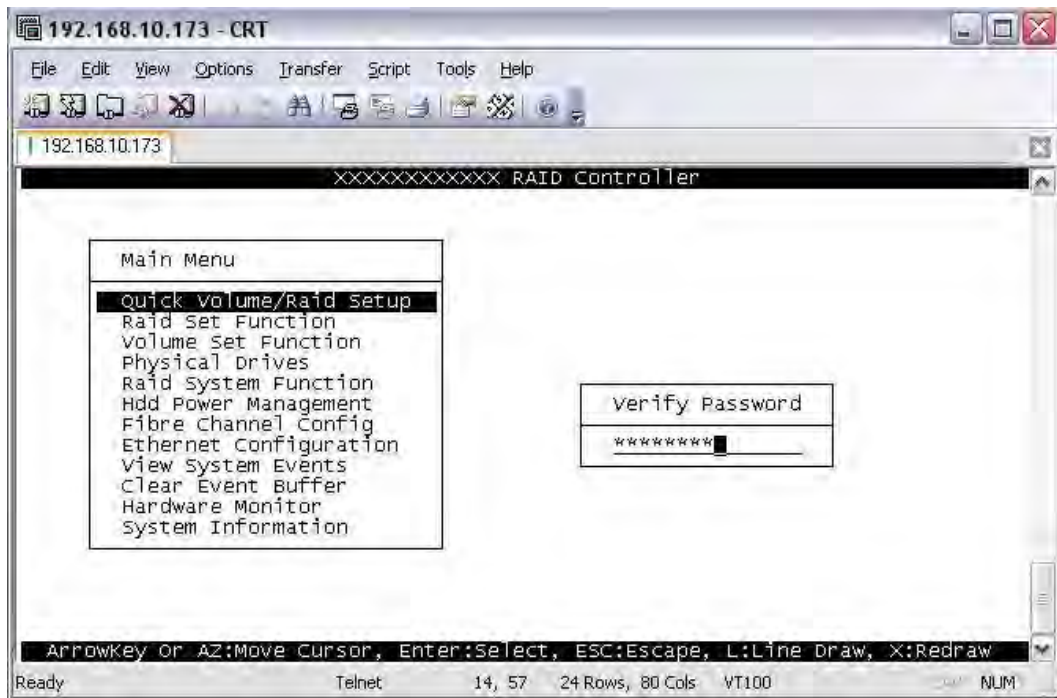 192.168.10.173 - CRT
File Edit View Options Transfer Script Tools Help
192.168.10.173
XXXXXXXXXXXX RAID Controller
Main Menu
Quick Volume/Raid Setup
Raid Set Function
Volume Set Function
Physical Drives
Raid System Function
Hdd Power Management
Fibre Channel Config
Ethernet Configuration
View System Events
Clear Event Buffer
Hardware Monitor
System Information
Verify Password
********
ArrowKey Or AZ:Move Cursor, Enter:Select, ESC:Escape, L:Line Draw, X:Redraw
Ready Telnet 14, 57 24 Rows, 80 Cols VT100 NUM